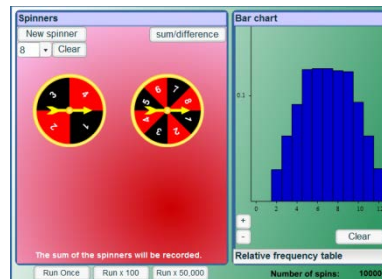 Spinners
New spinner
sum/difference
8
Clear
3
4
2
1
6
7
5
8
4
1
3
2
The sum of the spinners will be recorded.
Run Once
Run x 100
Run x 50,000
Bar chart
0.1
0 2 4 6 8 10 12
+
-
Clear
Relative frequency table
Number of spins: